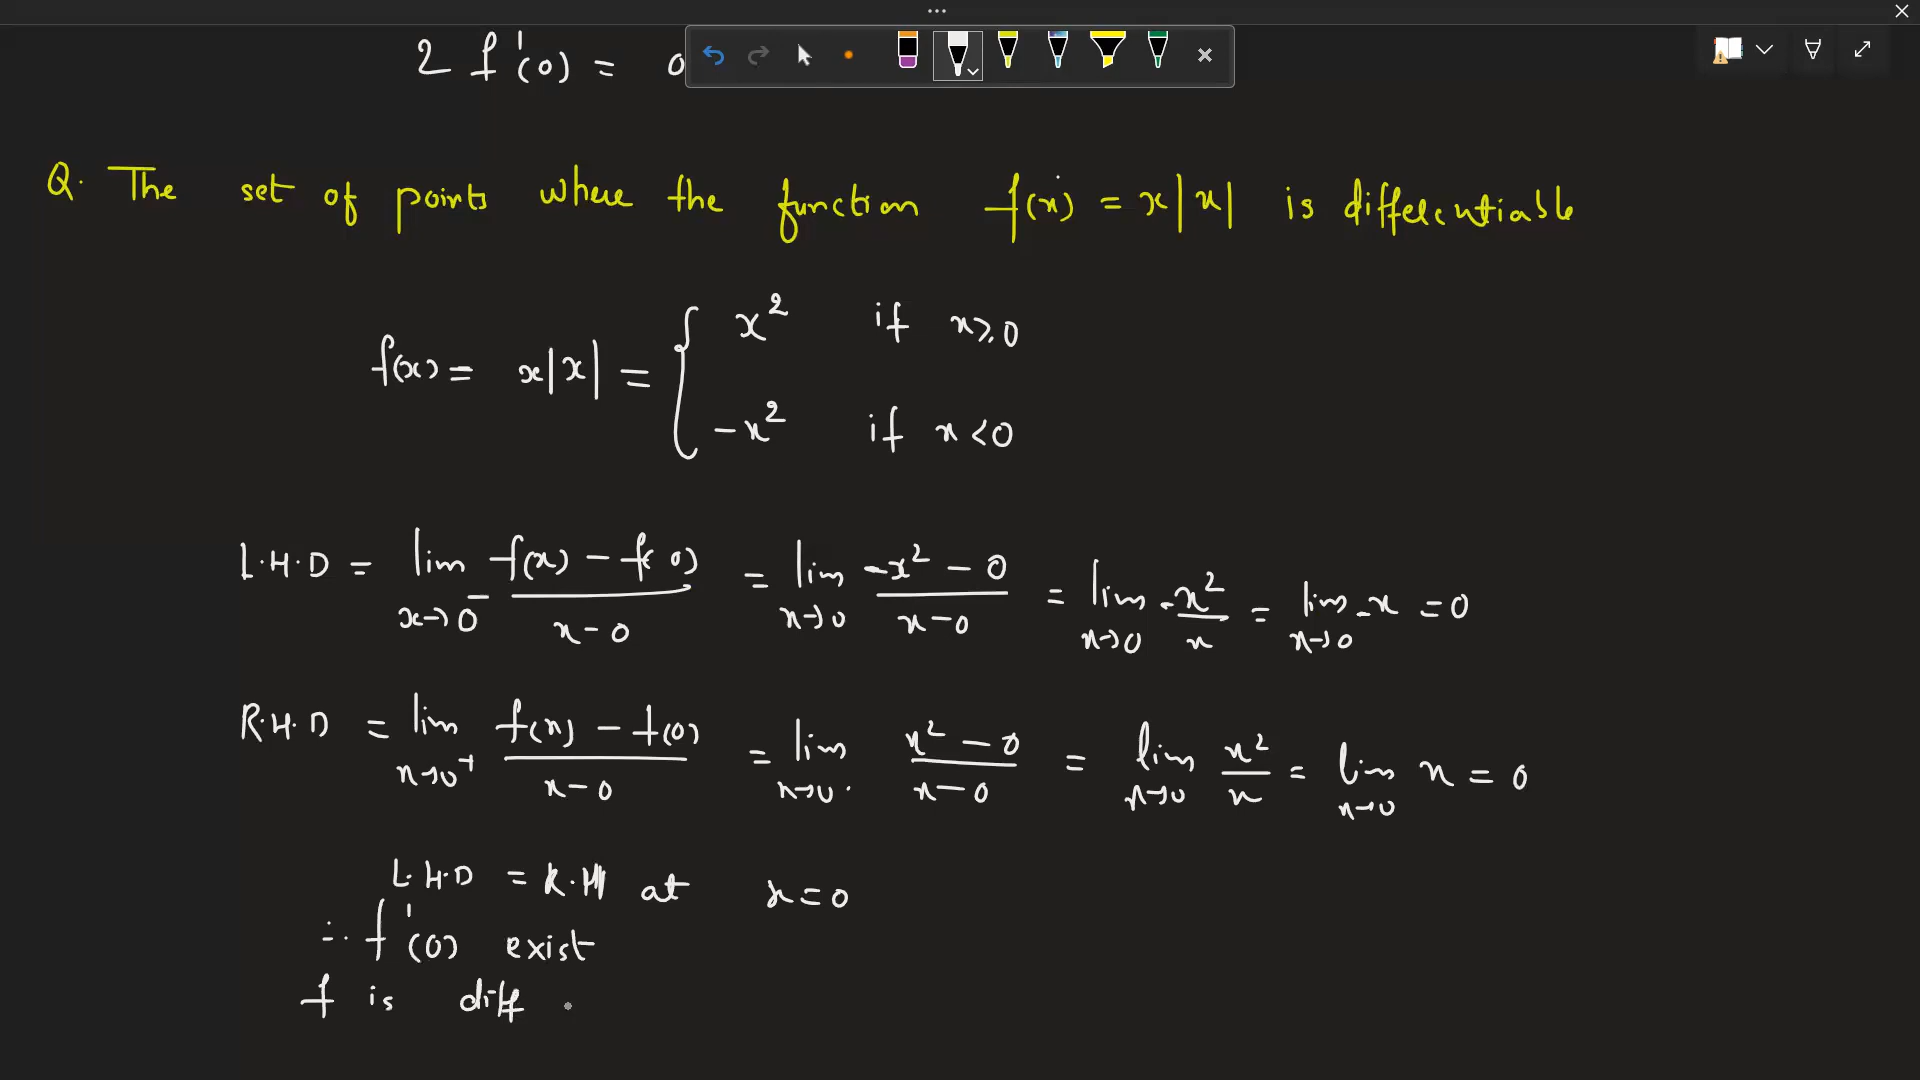 2 f'(0) = 0
Q. The set of points where the function f(x) = x|x| is differentiable
f(x) = x|x| = { x² if x ≥ 0
-x² if x < 0
L.H.D = lim x→0⁻ (f(x) - f(0))/(x-0) = lim x→0 (-x² - 0)/(x-0) = lim x→0 -x²/x = lim x→0 -x = 0
R.H.D = lim x→0⁺ (f(x) - f(0))/(x-0) = lim x→0 (x² - 0)/(x-0) = lim x→0 x²/x = lim x→0 x = 0
L.H.D = R.H at x = 0
∴ f'(0) exist
f is diff